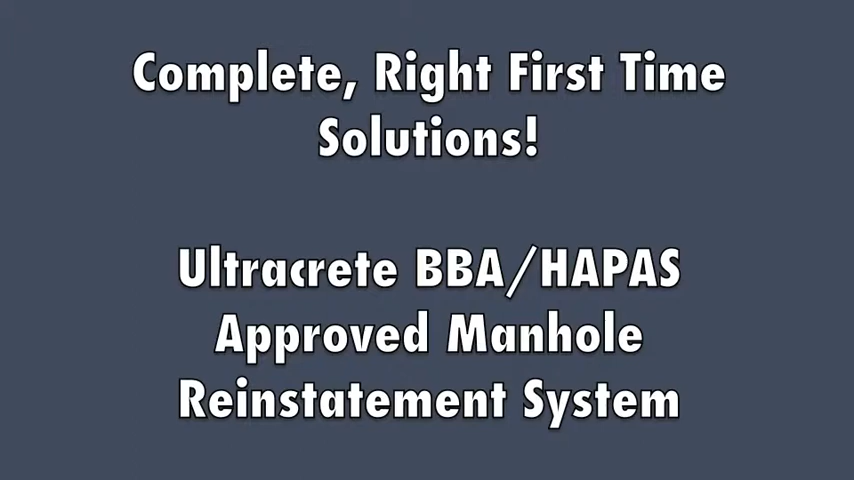 Complete, Right First Time
Solutions!
Ultracrete BBA/HAPAS
Approved Manhole
Reinstatement System